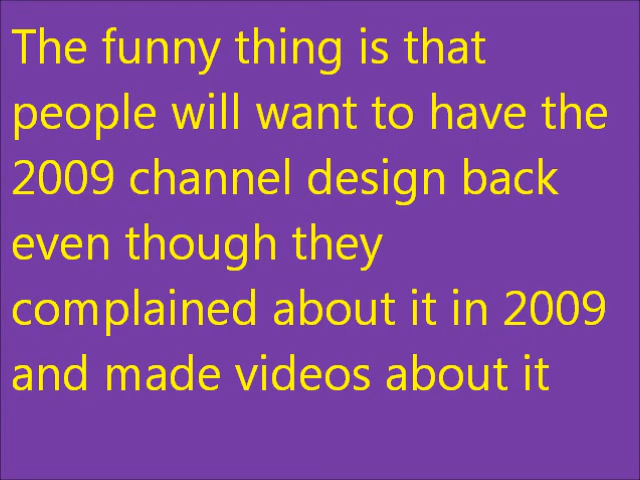 The funny thing is that
people will want to have the
2009 channel design back
even though they
complained about it in 2009
and made videos about it